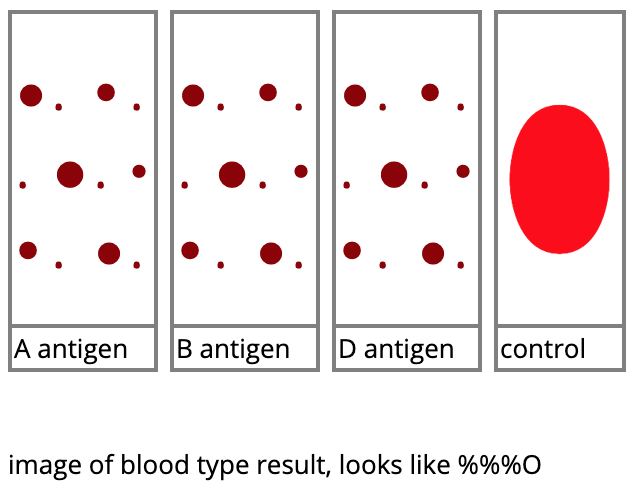 A antigen
B antigen
D antigen
control
image of blood type result, looks like %%%O